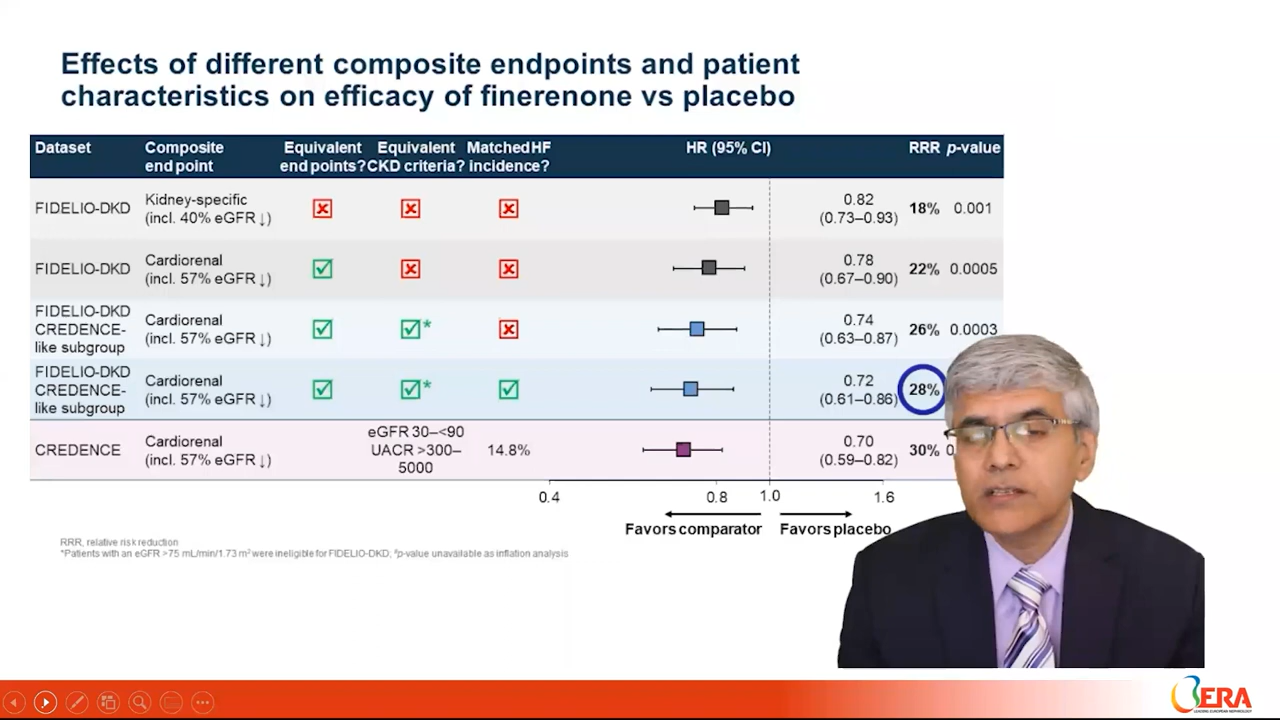 Effects of different composite endpoints and patient
characteristics on efficacy of finerenone vs placebo
Dataset
Composite
end point
Equivalent
end points?
Equivalent
CKD criteria?
Matched HF
incidence?
HR (95% CI)
RRR
p-value
FIDELIO-DKD
Kidney-specific
(incl. 40% eGFR ↓)
0.82
(0.73–0.93)
18%
0.001
FIDELIO-DKD
Cardiorenal
(incl. 57% eGFR ↓)
0.78
(0.67–0.90)
22%
0.0005
FIDELIO-DKD
CREDENCE-
like subgroup
Cardiorenal
(incl. 57% eGFR ↓)
*
0.74
(0.63–0.87)
26%
0.0003
FIDELIO-DKD
CREDENCE-
like subgroup
Cardiorenal
(incl. 57% eGFR ↓)
*
0.72
(0.61–0.86)
28%
CREDENCE
Cardiorenal
(incl. 57% eGFR ↓)
eGFR 30–<90
UACR >300–
5000
14.8%
0.70
(0.59–0.82)
30%
0.4 0.8 1.0 1.6
Favors comparator Favors placebo
RRR, relative risk reduction
*Patients with an eGFR >75 mL/min/1.73 m² were ineligible for FIDELIO-DKD; #p-value unavailable as inflation analysis
ERA
LEADING EUROPEAN NEPHROLOGY